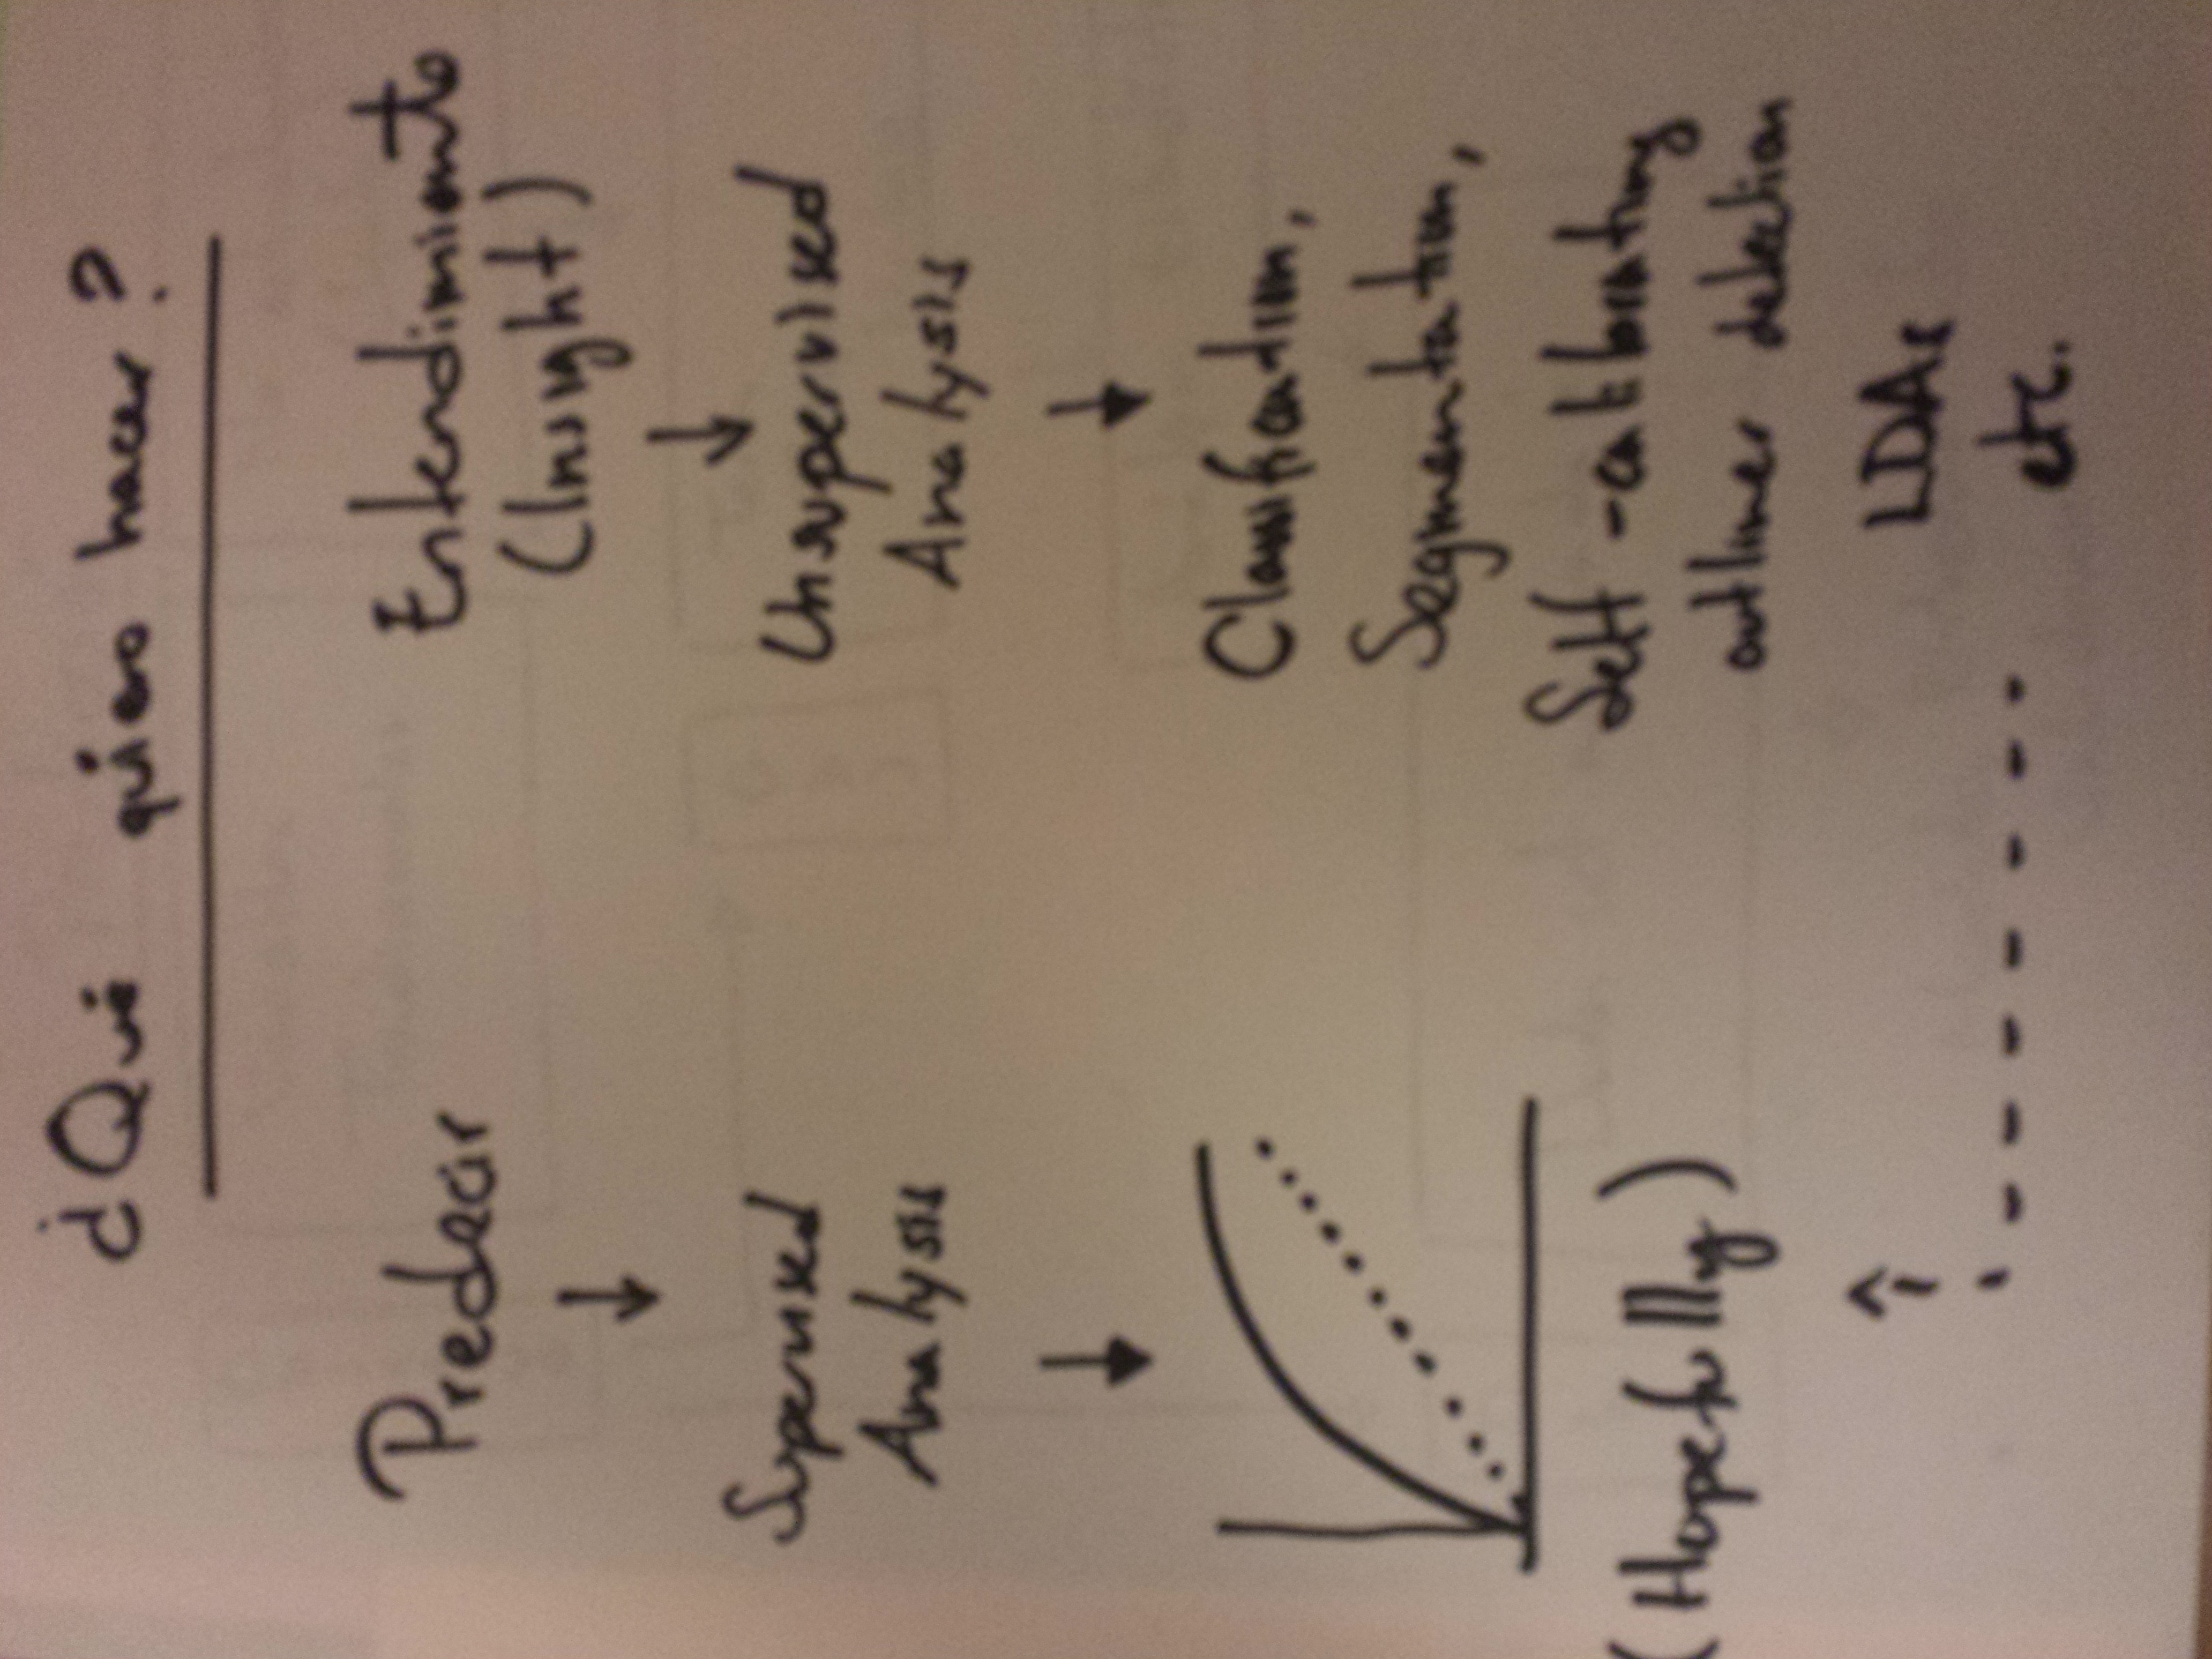 ¿Qué quiero hacer?
Predecir
Entendimiento
(Insight)
Supervised
Analysis
Unsupervised
Analysis
(Hopefully)
Classification,
Segmentation,
Self-calibrating
outliner detection
LDAs
etc.